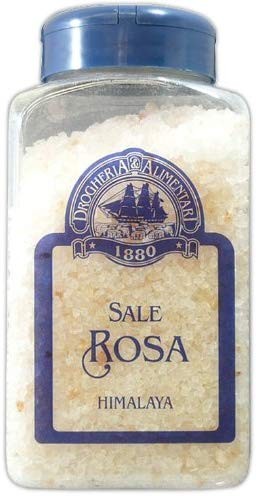 DROGHERIA & ALIMENTARI
1880
SALE
ROSA
HIMALAYA